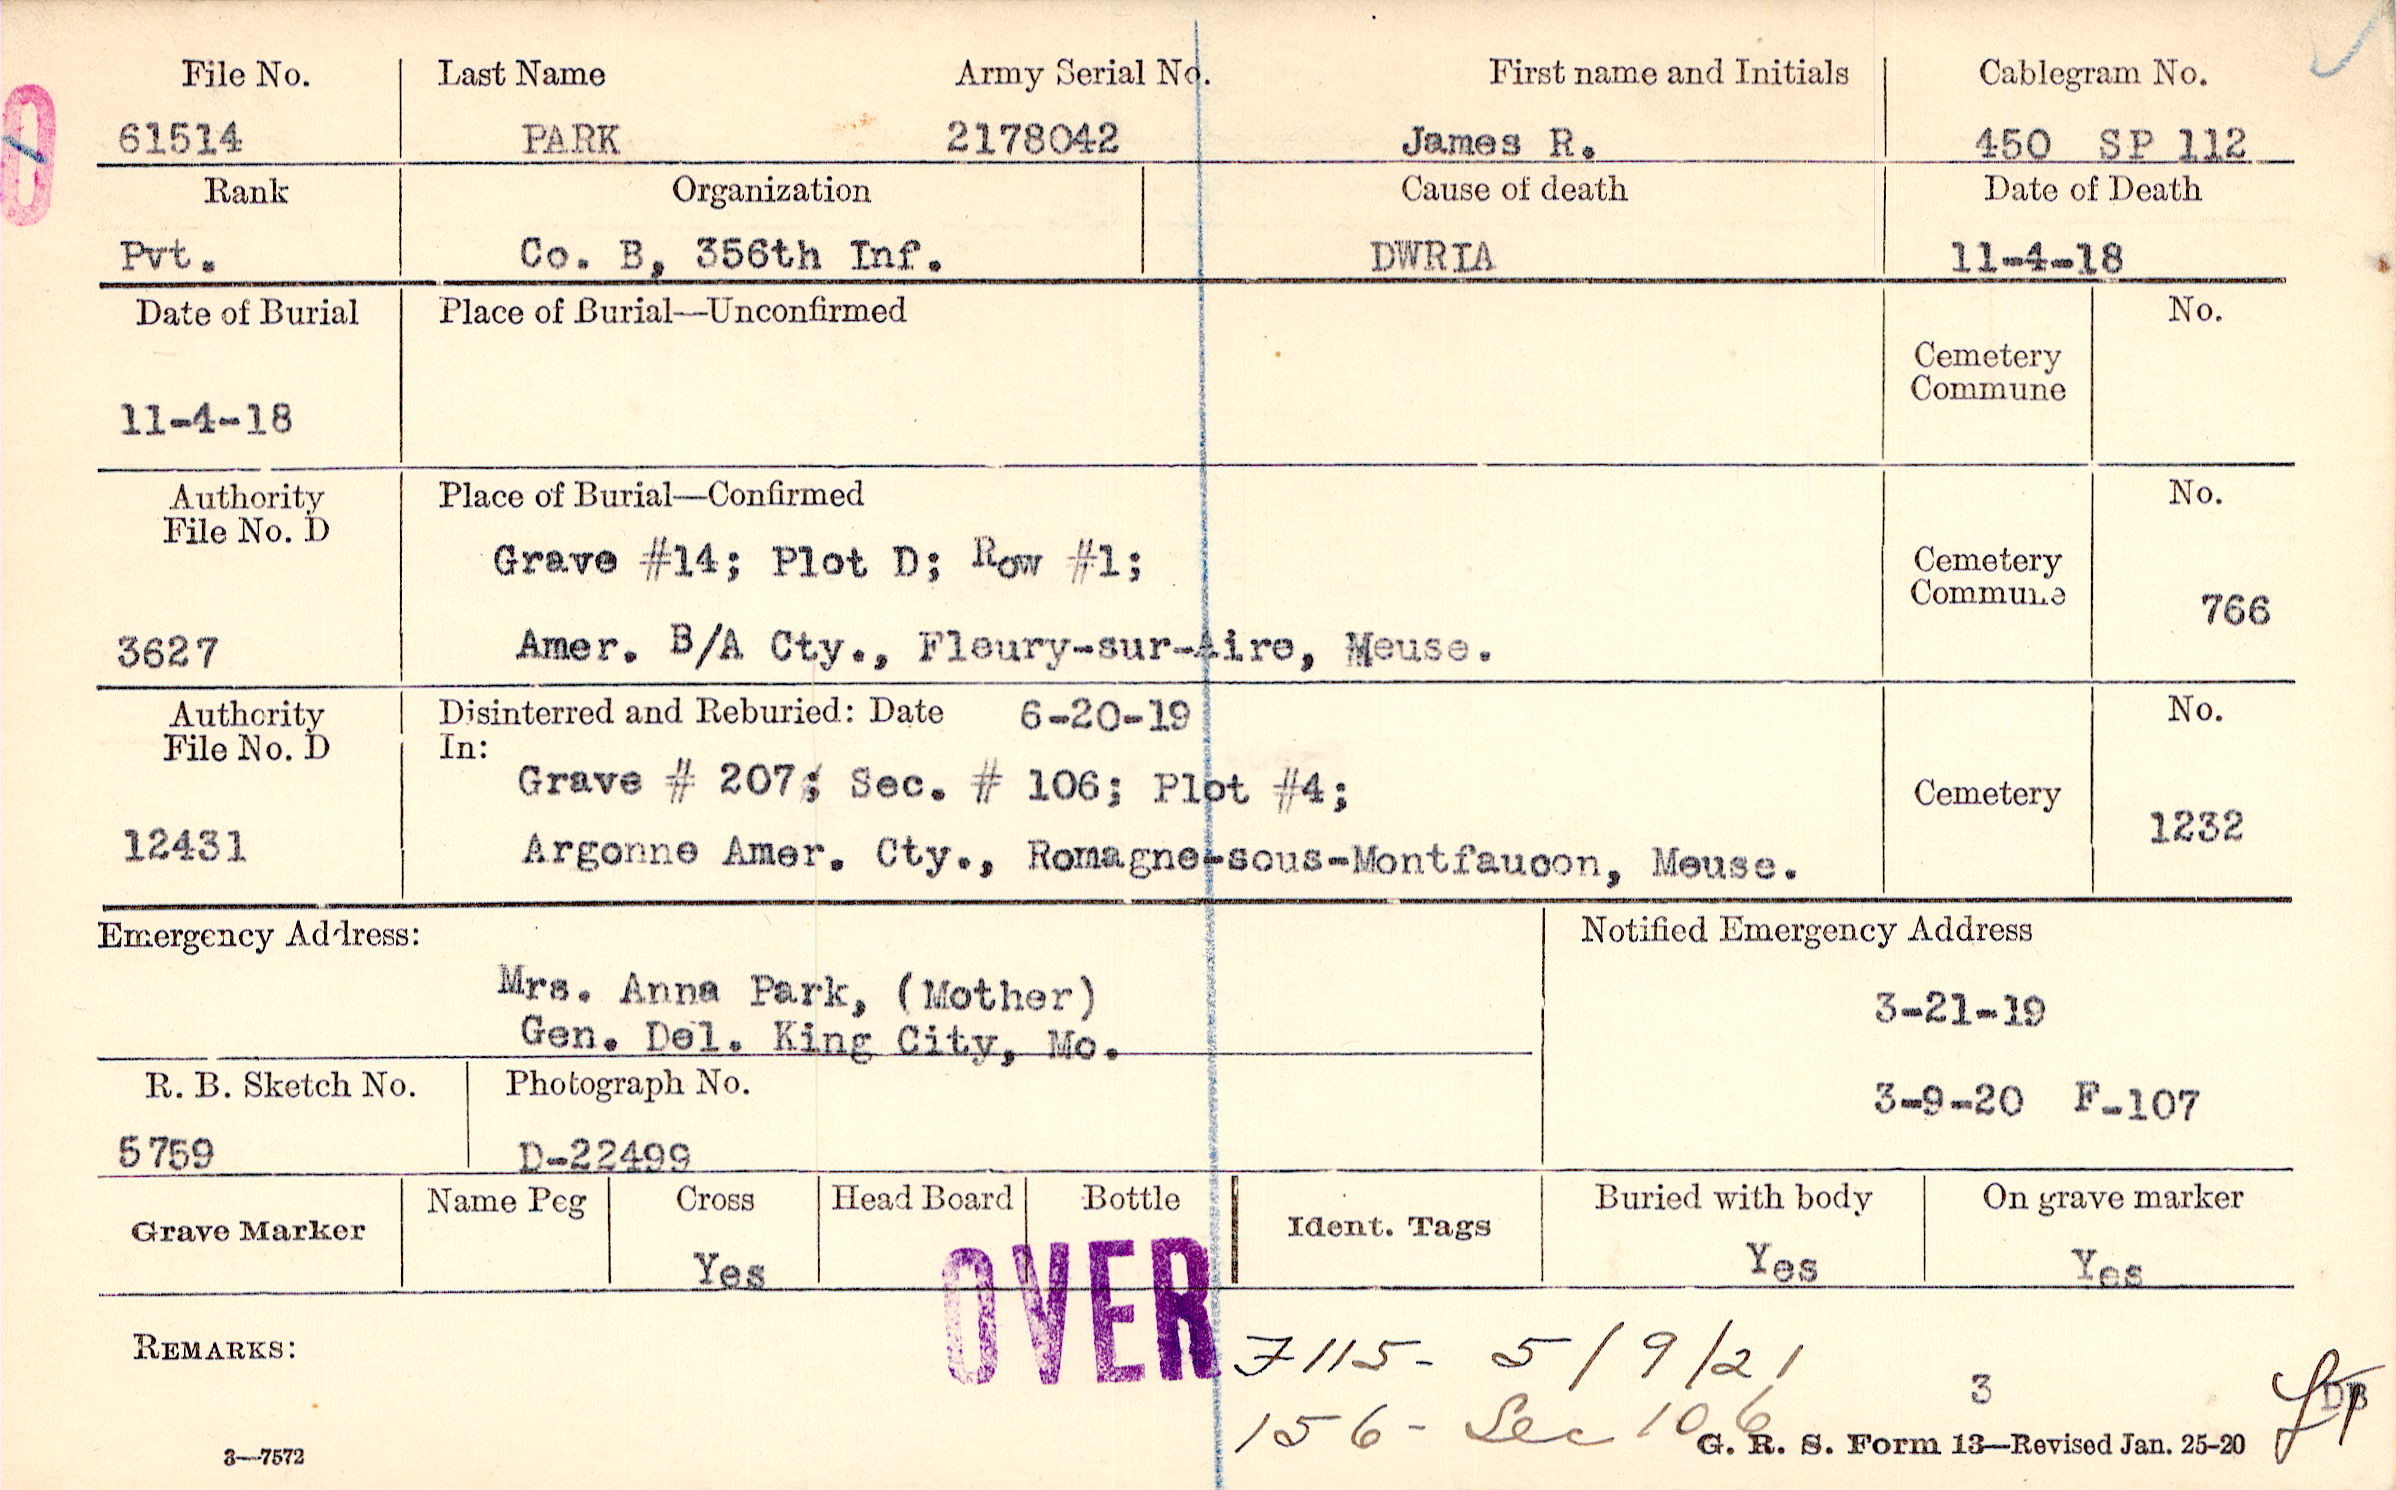 File No. Last Name Army Serial No. First name and Initials Cablegram No.
61514 PARK 2178042 James R. 450 SP 112
Rank Organization Cause of death Date of Death
Pvt. Co. B, 356th Inf. DWRIA 11-4-18
Date of Burial Place of Burial—Unconfirmed No.
Cemetery
Commune
11-4-18
Authority Place of Burial—Confirmed No.
File No. D
Grave #14; Plot D; Row #1;
Cemetery
Commune
766
3627 Amer. B/A Cty., Fleury-sur-Aire, Meuse.
Authority Disinterred and Reburied: Date 6-20-19 No.
File No. D In:
Grave # 207; Sec. # 106; Plot #4;
Cemetery
1232
12431 Argonne Amer. Cty., Romagne-sous-Montfaucon, Meuse.
Emergency Address: Notified Emergency Address
Mrs. Anna Park, (Mother)
3-21-19
Gen. Del. King City, Mo.
R. B. Sketch No. Photograph No.
3-9-20 F-107
5759 D-22499
Grave Marker Name Peg Cross Head Board Bottle Ident. Tags Buried with body On grave marker
Yes Yes Yes
OVER
REMARKS: 7115- 5/9/21
3 DB
156- Sec 106
3—7572 G. R. S. Form 13—Revised Jan. 25-20